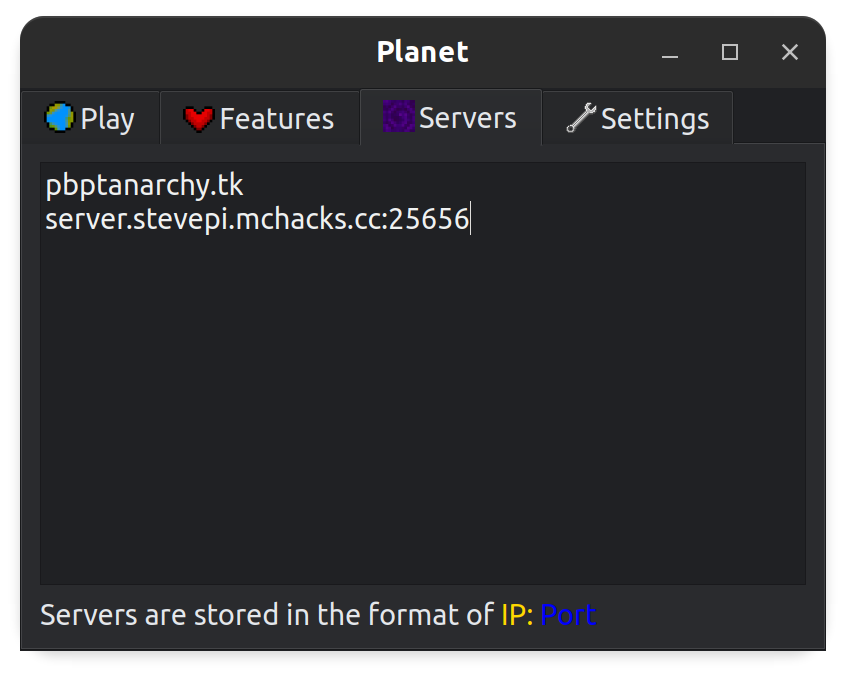 Planet
Play Features Servers Settings
pbptanarchy.tk
server.stevepi.mchacks.cc:25656
Servers are stored in the format of IP: Port